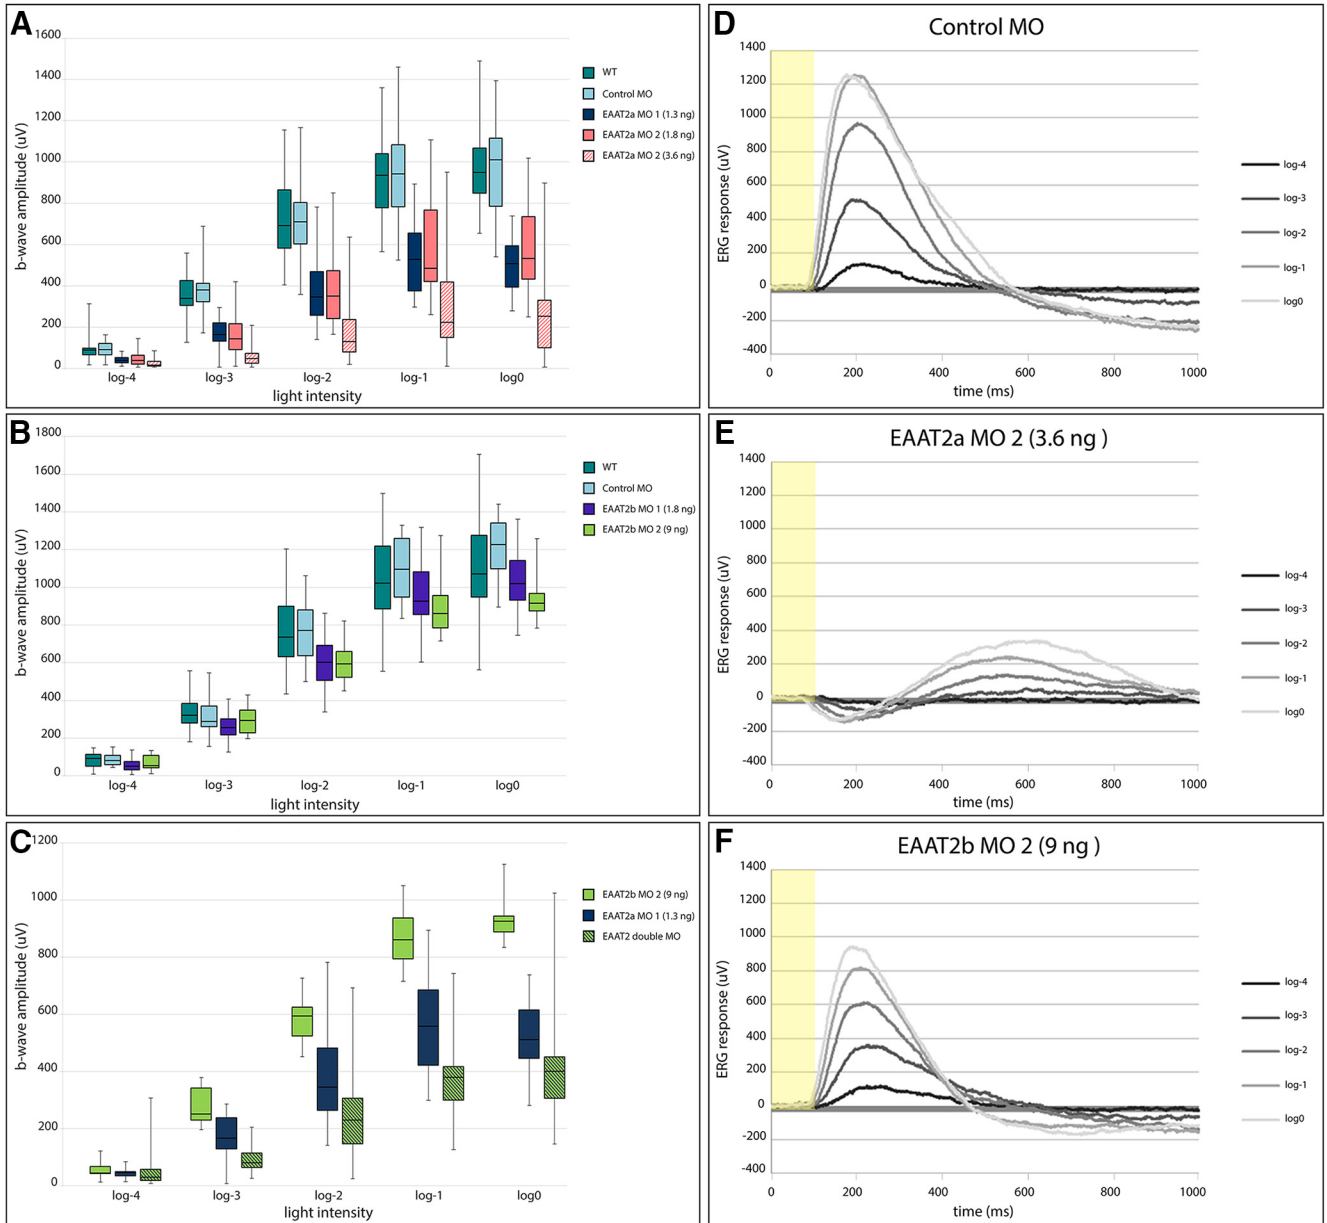 A
1600
1400
1200
1000
800
600
400
200
0
b-wave amplitude (uV)
log-4 log-3 log-2 log-1 log0
light intensity
WT
Control MO
EAAT2a MO 1 (1.3 ng)
EAAT2a MO 2 (1.8 ng)
EAAT2a MO 2 (3.6 ng)
D
Control MO
1400
1200
1000
800
600
400
200
0
-200
-400
ERG response (uV)
0 200 400 600 800 1000
time (ms)
log-4
log-3
log-2
log-1
log0
B
1800
1600
1400
1200
1000
800
600
400
200
0
b-wave amplitude (uV)
log-4 log-3 log-2 log-1 log0
light intensity
WT
Control MO
EAAT2b MO 1 (1.8 ng)
EAAT2b MO 2 (9 ng)
E
EAAT2a MO 2 (3.6 ng )
1400
1200
1000
800
600
400
200
0
-200
-400
ERG response (uV)
0 200 400 600 800 1000
time (ms)
log-4
log-3
log-2
log-1
log0
C
1200
1000
800
600
400
200
0
b-wave amplitude (uV)
log-4 log-3 log-2 log-1 log0
light intensity
EAAT2b MO 2 (9 ng)
EAAT2a MO 1 (1.3 ng)
EAAT2 double MO
F
EAAT2b MO 2 (9 ng )
1400
1200
1000
800
600
400
200
0
-200
-400
ERG response (uV)
0 200 400 600 800 1000
time (ms)
log-4
log-3
log-2
log-1
log0